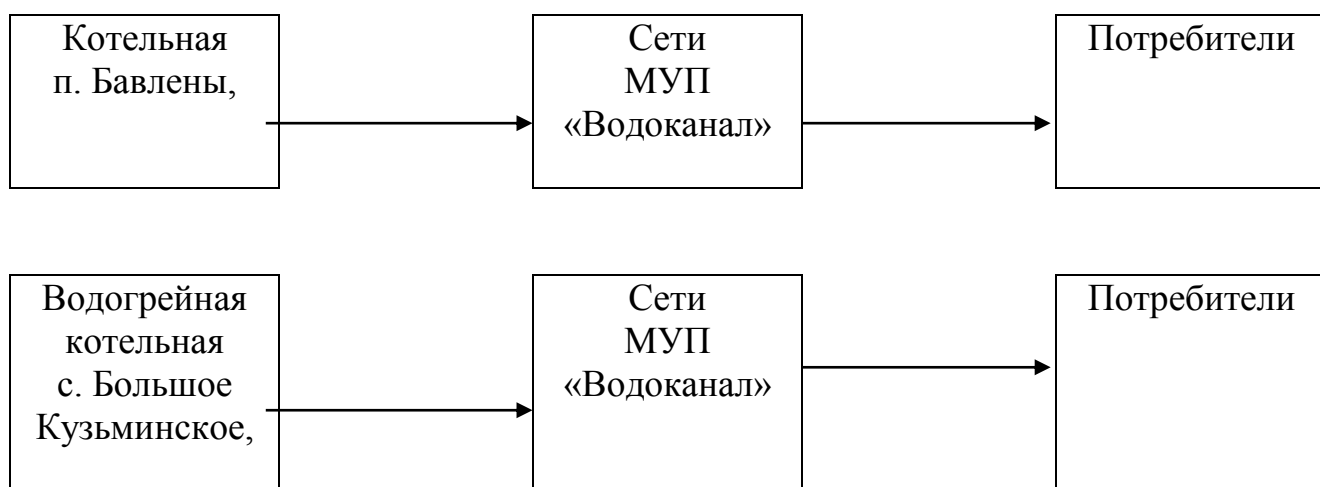 Котельная
п. Бавлены,
Сети
МУП
«Водоканал»
Потребители
Водогрейная
котельная
с. Большое
Кузьминское,
Сети
МУП
«Водоканал»
Потребители